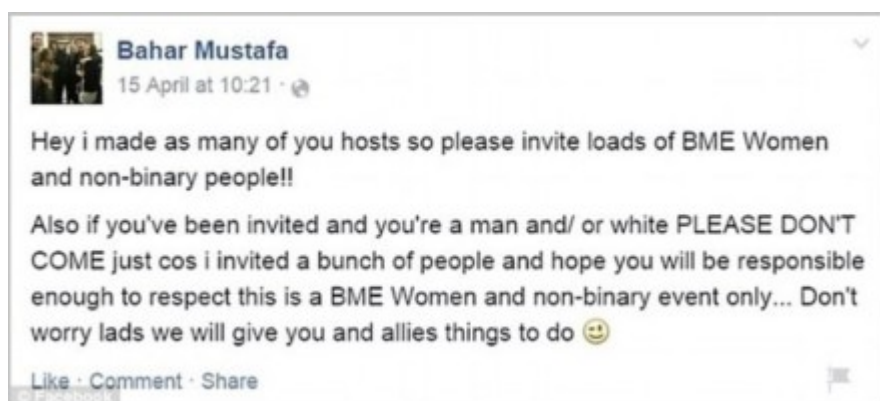 Bahar Mustafa
15 April at 10:21 ·
Hey i made as many of you hosts so please invite loads of BME Women
and non-binary people!!
Also if you've been invited and you're a man and/ or white PLEASE DON'T
COME just cos i invited a bunch of people and hope you will be responsible
enough to respect this is a BME Women and non-binary event only... Don't
worry lads we will give you and allies things to do
Like · Comment · Share
© Facebook